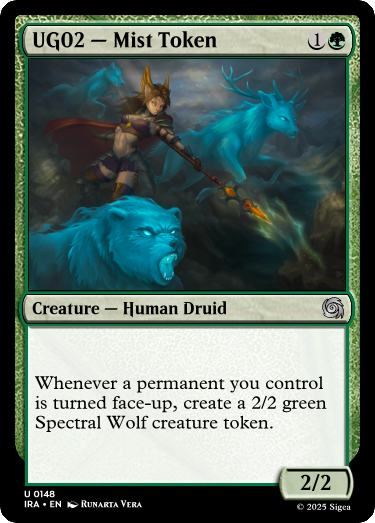 UG02 — Mist Token 1
Creature — Human Druid
Whenever a permanent you control
is turned face-up, create a 2/2 green
Spectral Wolf creature token.
2/2
U 0148
IRA • EN Runarta Vera
© 2025 Sigea